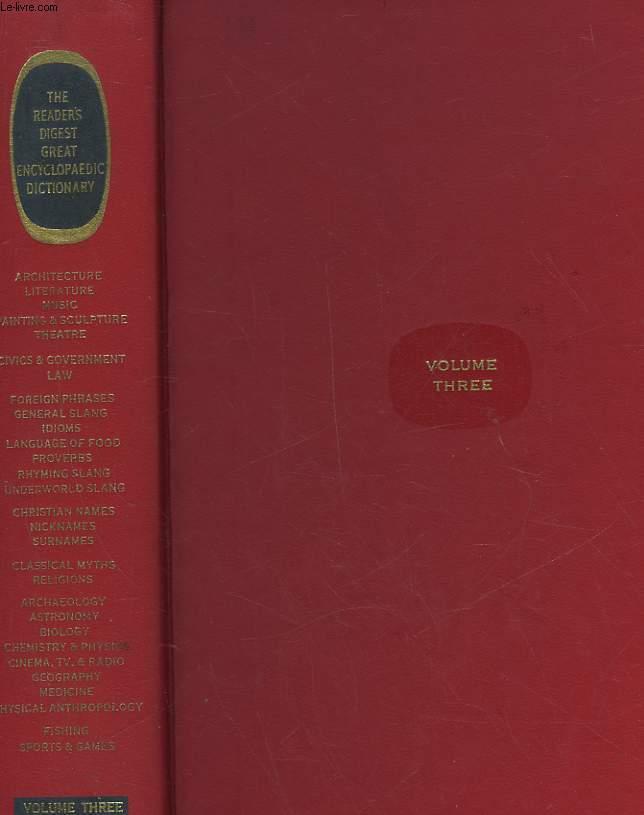 Le-livre.com
THE
READER'S
DIGEST
GREAT
ENCYCLOPAEDIC
DICTIONARY
ARCHITECTURE
LITERATURE
MUSIC
PAINTING & SCULPTURE
THEATRE
CIVICS & GOVERNMENT
LAW
FOREIGN PHRASES
GENERAL SLANG
IDIOMS
LANGUAGE OF FOOD
PROVERBS
RHYMING SLANG
UNDERWORLD SLANG
CHRISTIAN NAMES
NICKNAMES
SURNAMES
CLASSICAL MYTHS
RELIGIONS
ARCHAEOLOGY
ASTRONOMY
BIOLOGY
CHEMISTRY & PHYSICS
CINEMA, TV, & RADIO
GEOGRAPHY
MEDICINE
PHYSICAL ANTHROPOLOGY
FISHING
SPORTS & GAMES
VOLUME THREE
VOLUME
THREE